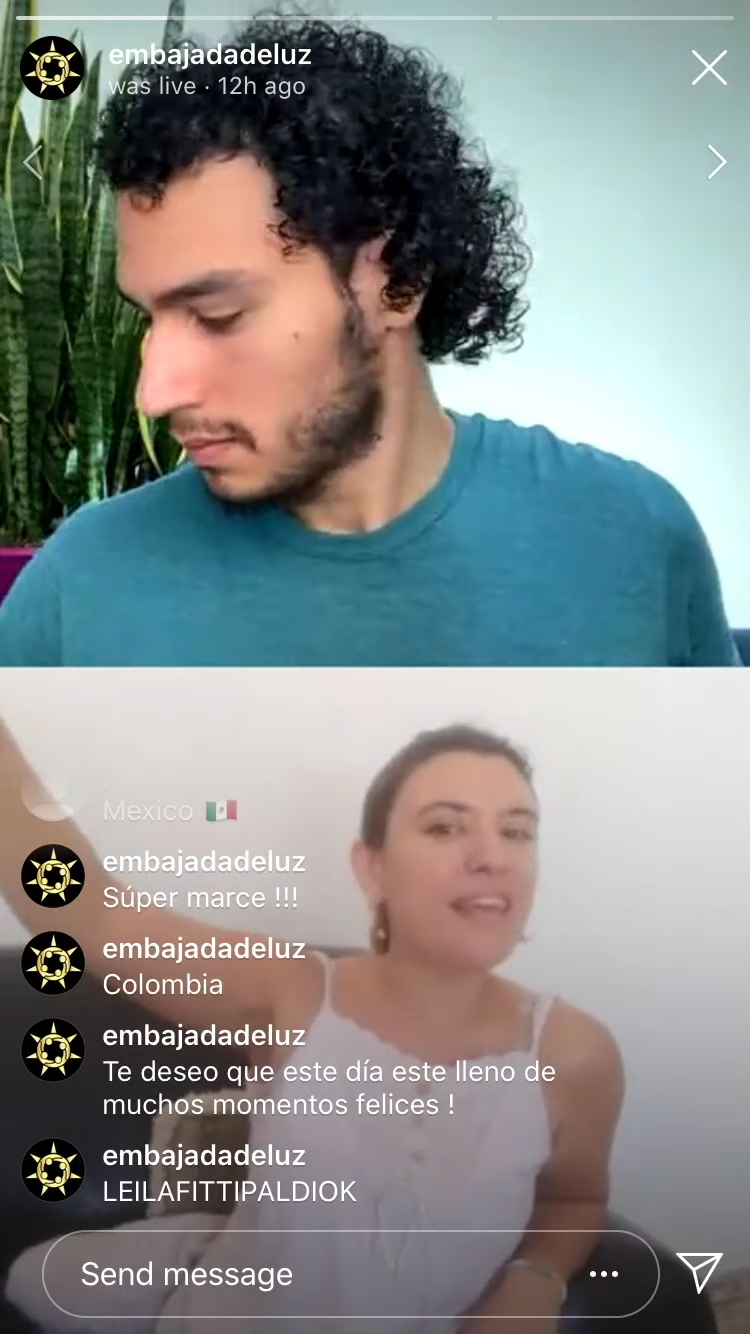 embajadadeluz
was live · 12h ago
Mexico 🇲🇽
embajadadeluz
Súper marce !!!
embajadadeluz
Colombia
embajadadeluz
Te deseo que este día este lleno de
muchos momentos felices !
embajadadeluz
LEILAFITTIPALDIOK
Send message